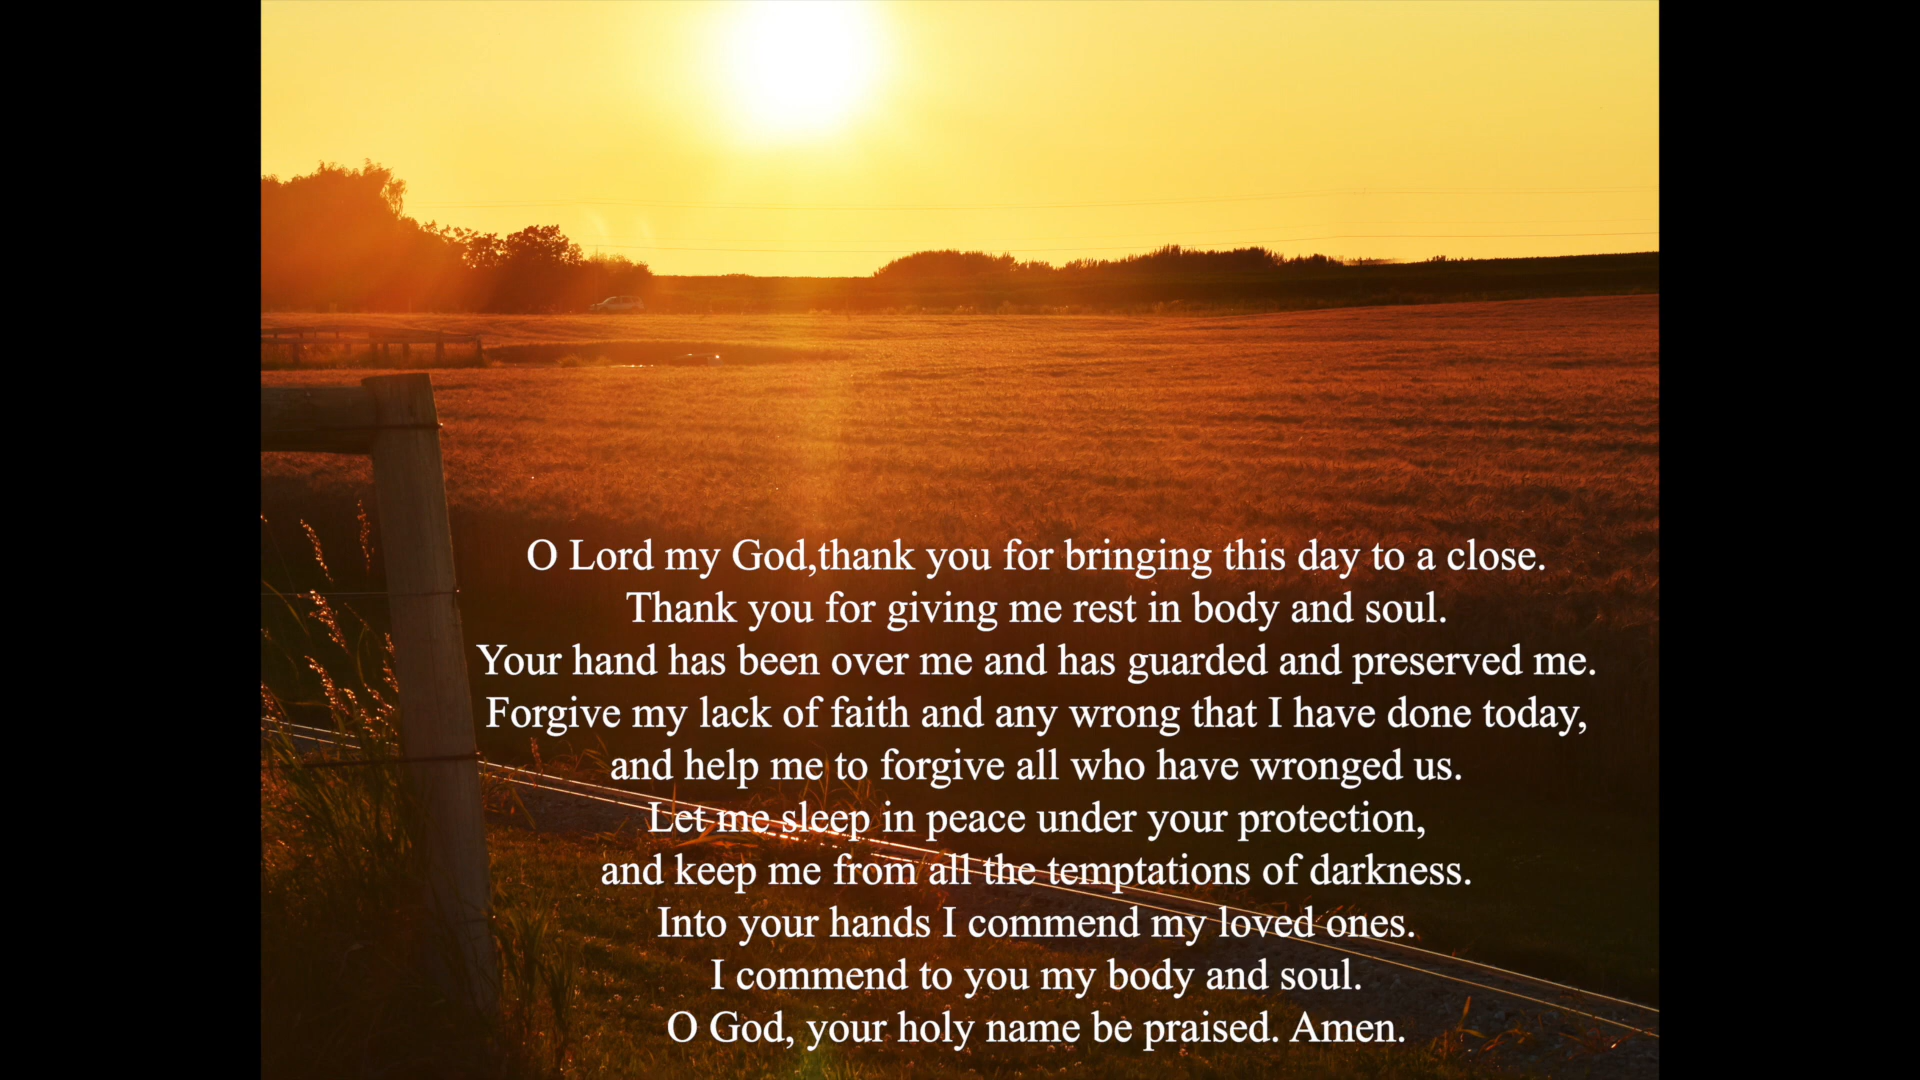 O Lord my God,thank you for bringing this day to a close.
Thank you for giving me rest in body and soul.
Your hand has been over me and has guarded and preserved me.
Forgive my lack of faith and any wrong that I have done today,
and help me to forgive all who have wronged us.
Let me sleep in peace under your protection,
and keep me from all the temptations of darkness.
Into your hands I commend my loved ones.
I commend to you my body and soul.
O God, your holy name be praised. Amen.